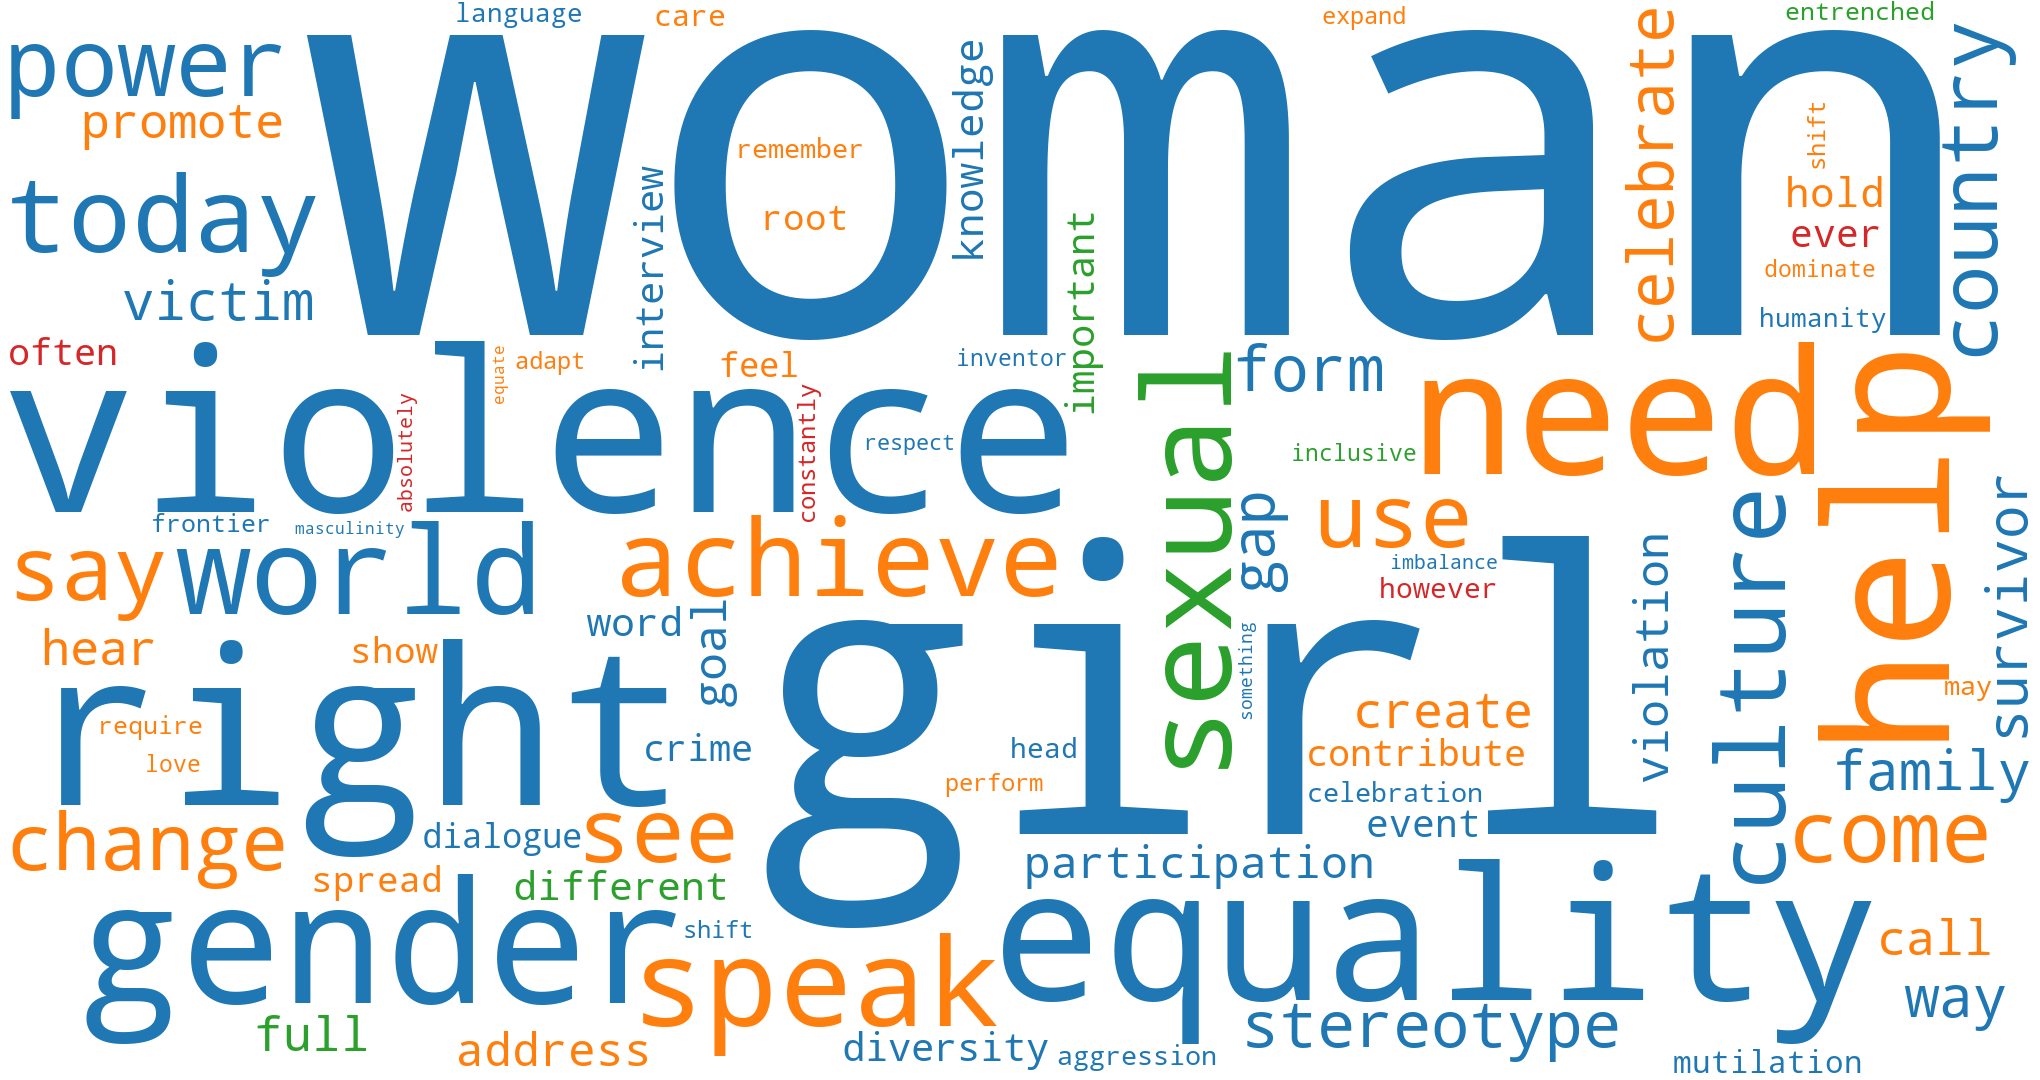 language
care
expand
entrenched
power
woman
promote
celebrate
country
knowledge
remember
shift
today
interview
root
hold
ever
important
dominate
victim
humanity
often
violence
equate
adapt
feel
inventor
sexual
form
need
help
absolutely
constantly
respect
inclusive
frontier
masculinity
say
world
achieve
girl
gap
use
imbalance
however
culture
survivor
word
goal
violation
hear
show
right
something
may
require
create
love
crime
head
contribute
perform
family
celebration
change
dialogue
see
event
come
participation
spread
different
gender
shift
speak
equality
call
way
full
address
diversity
aggression
stereotype
mutilation